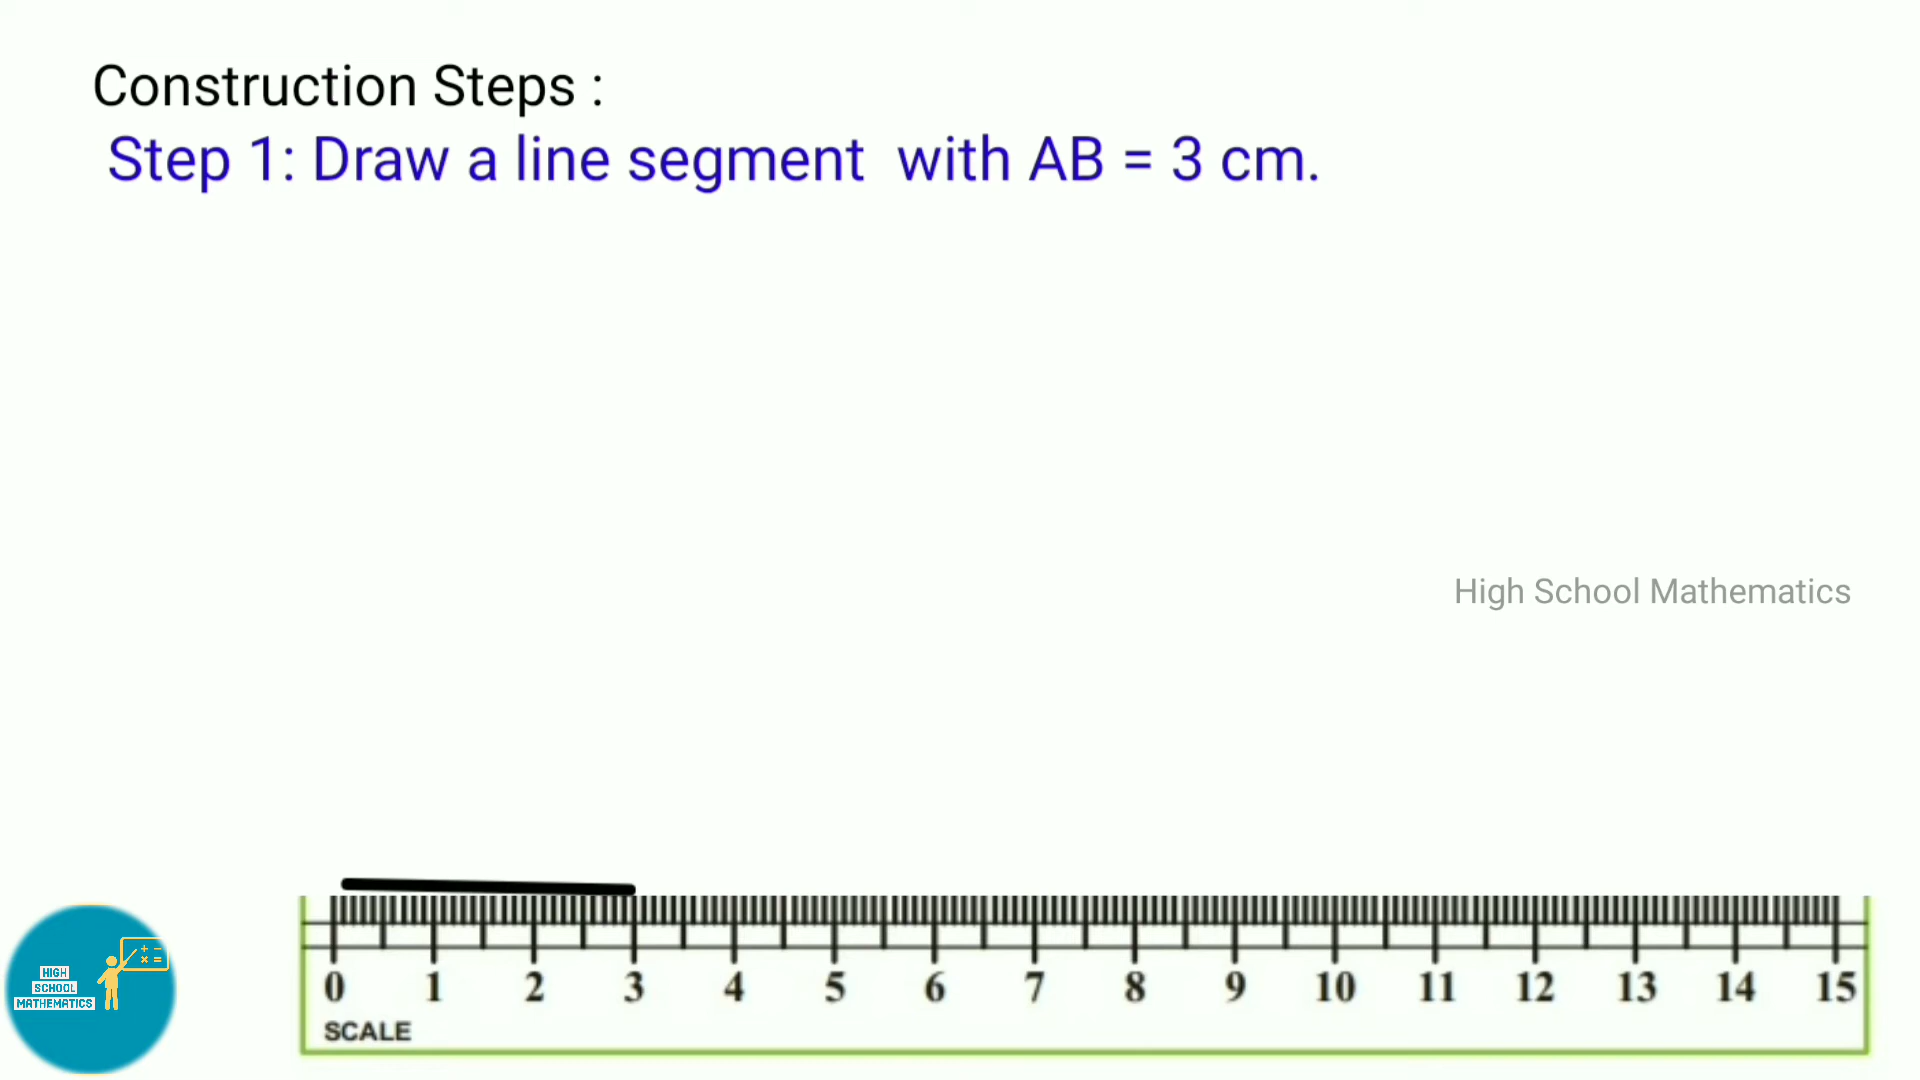 Construction Steps :
Step 1: Draw a line segment with AB = 3 cm.
High School Mathematics
0 1 2 3 4 5 6 7 8 9 10 11 12 13 14 15
SCALE
HIGH
SCHOOL
MATHEMATICS
+ −
× =